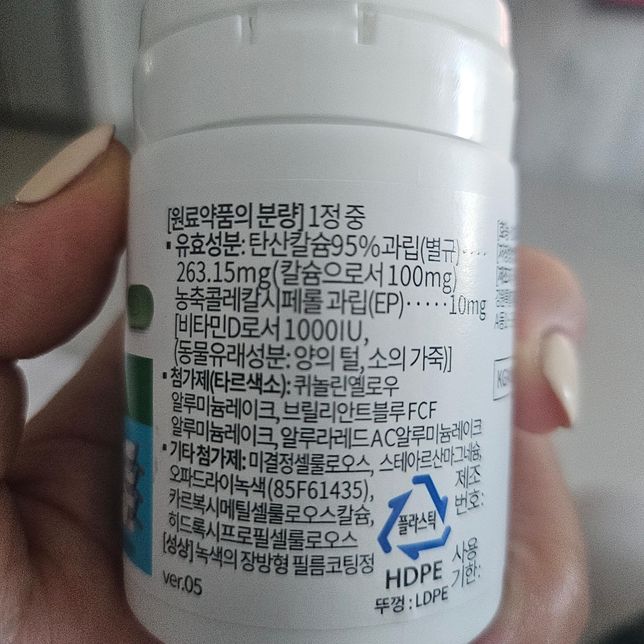 [원료약품의 분량] 1정 중
▪ 유효성분: 탄산칼슘95%과립(별규)‥‥
263.15mg(칼슘으로서 100mg)
농축콜레칼시페롤 과립(EP)‥‥‥10mg
[비타민D로서 1000IU,
(동물유래성분: 양의 털, 소의 가죽)]
▪ 첨가제(타르색소): 퀴놀린옐로우
알루미늄레이크, 브릴리안트블루 FCF
알루미늄레이크, 알루라레드 AC알루미늄레이크
▪ 기타 첨가제: 미결정셀룰로오스, 스테아르산마그네슘,
오파드라이녹색(85F61435),
카르복시메틸셀룰로오스칼슘,
히드록시프로필셀룰로오스
[성상] 녹색의 장방형 필름코팅정
ver.05
플라스틱
HDPE
뚜껑 : LDPE
제조
번호:
사용
기한: